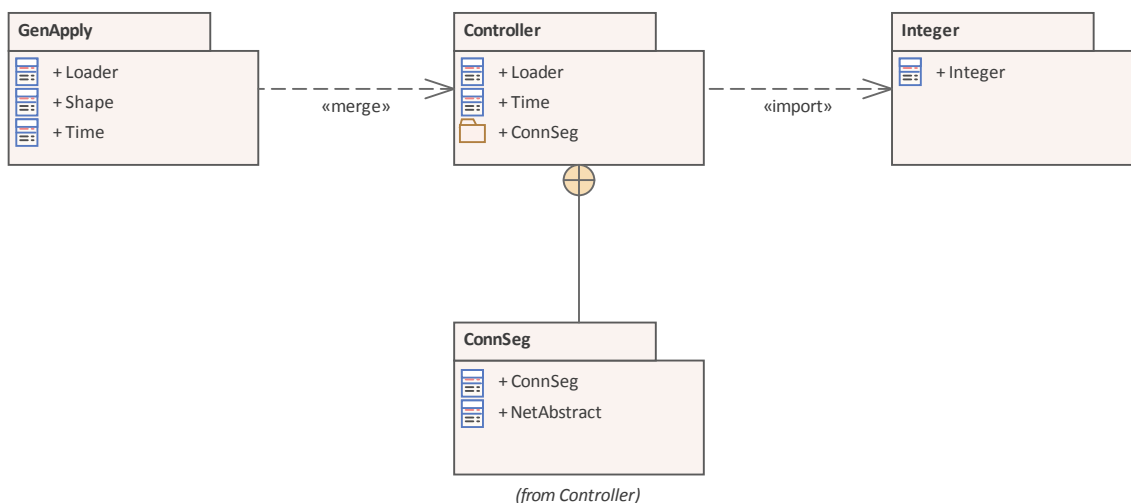 GenApply
+ Loader
+ Shape
+ Time
«merge»
Controller
+ Loader
+ Time
+ ConnSeg
«import»
Integer
+ Integer
ConnSeg
+ ConnSeg
+ NetAbstract
(from Controller)